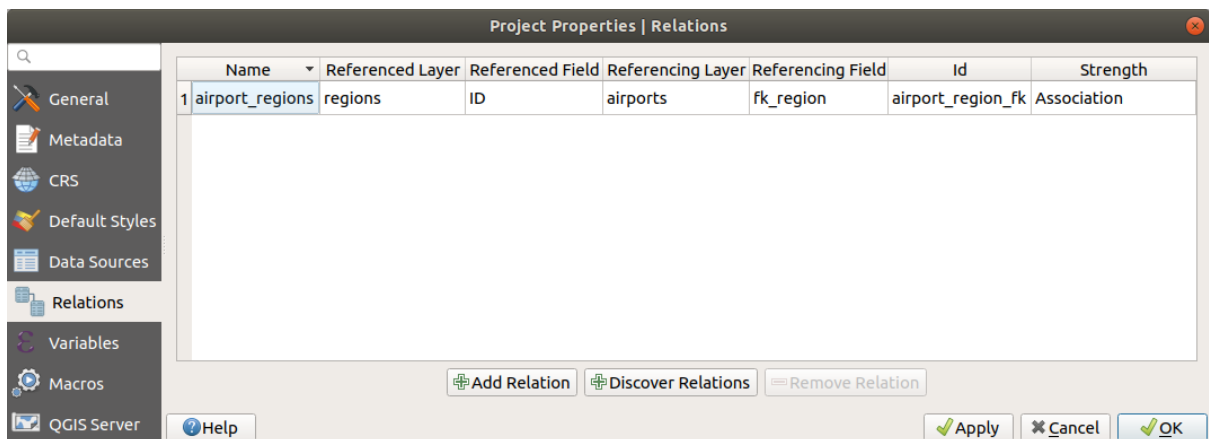 Project Properties | Relations
General
Metadata
CRS
Default Styles
Data Sources
Relations
Variables
Macros
QGIS Server
Name Referenced Layer Referenced Field Referencing Layer Referencing Field Id Strength
1 airport_regions regions ID airports fk_region airport_region_fk Association
Add Relation Discover Relations Remove Relation
Help Apply Cancel OK